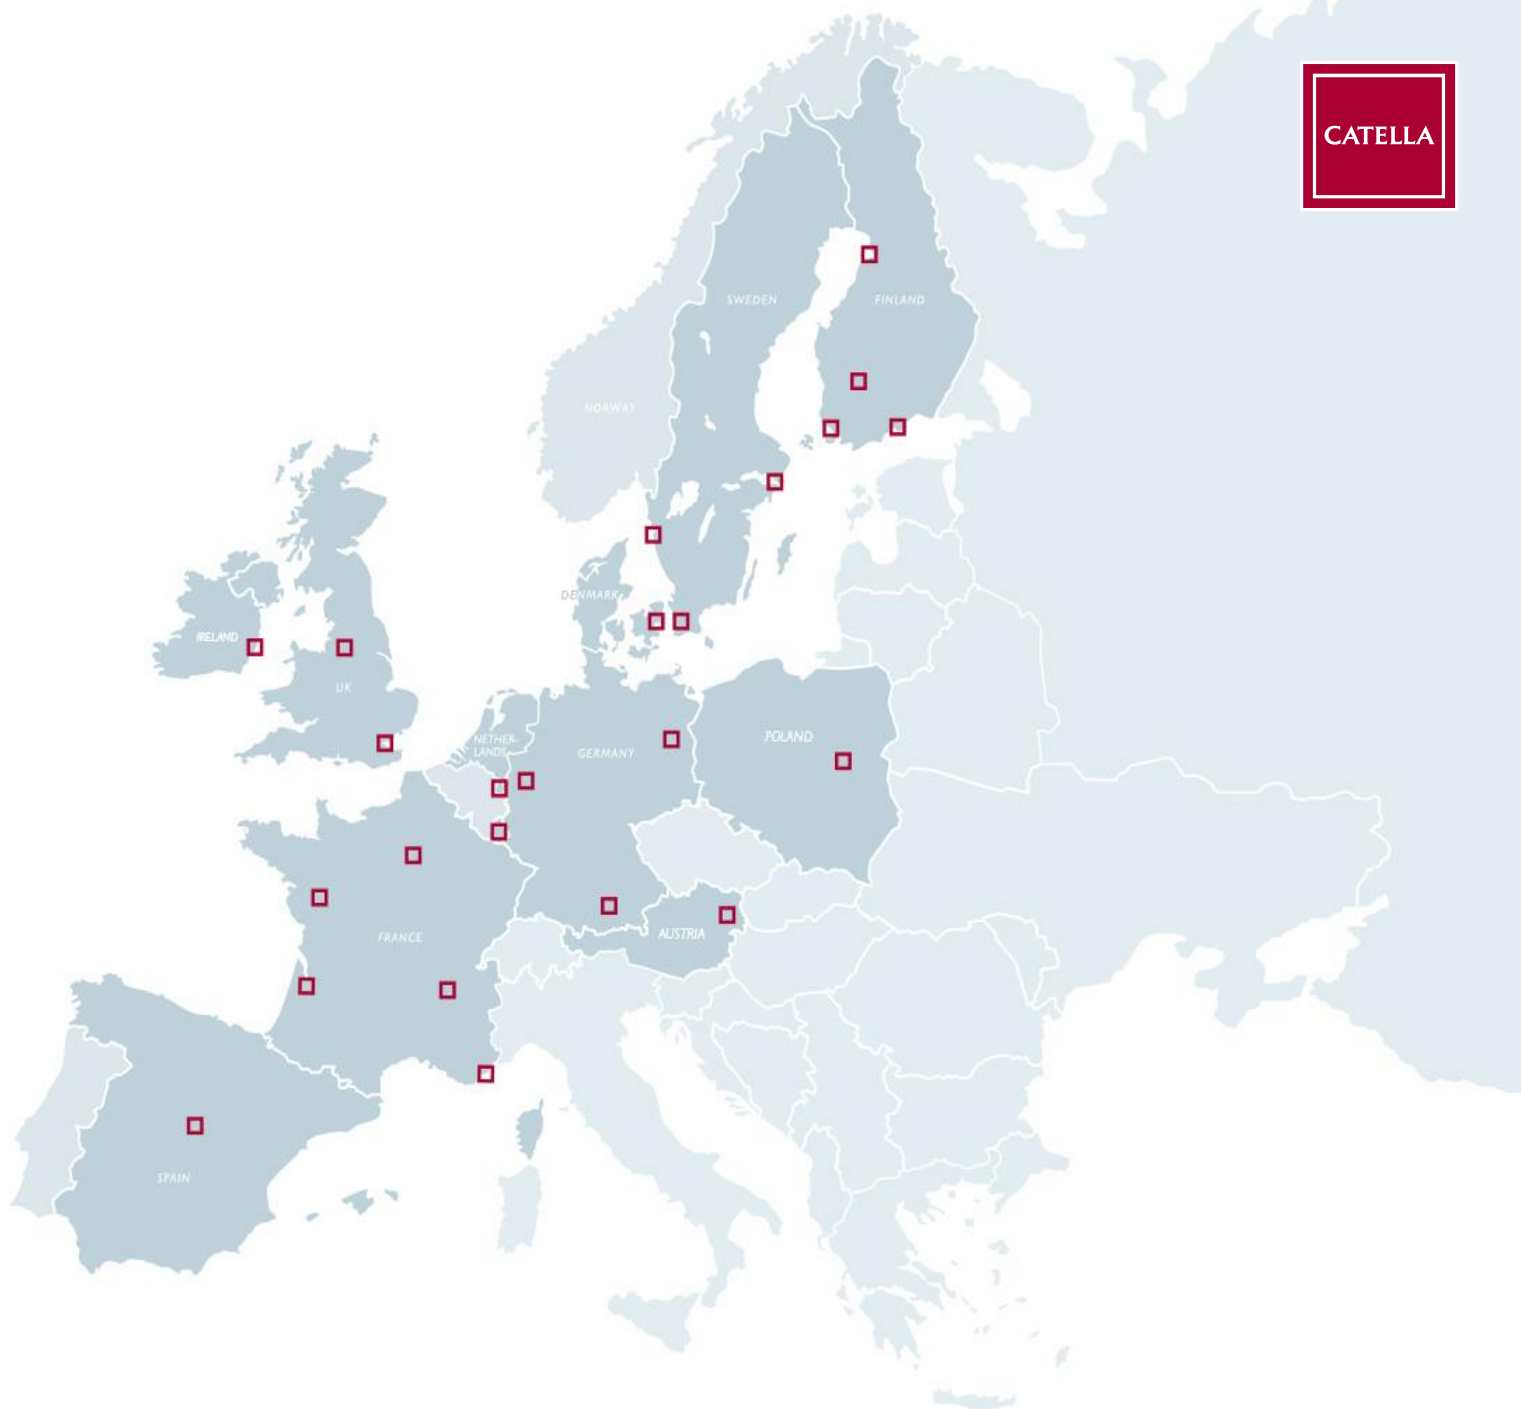 CATELLA
SWEDEN
FINLAND
NORWAY
DENMARK
IRELAND
UK
NETHER-
LANDS
GERMANY
POLAND
FRANCE
AUSTRIA
SPAIN